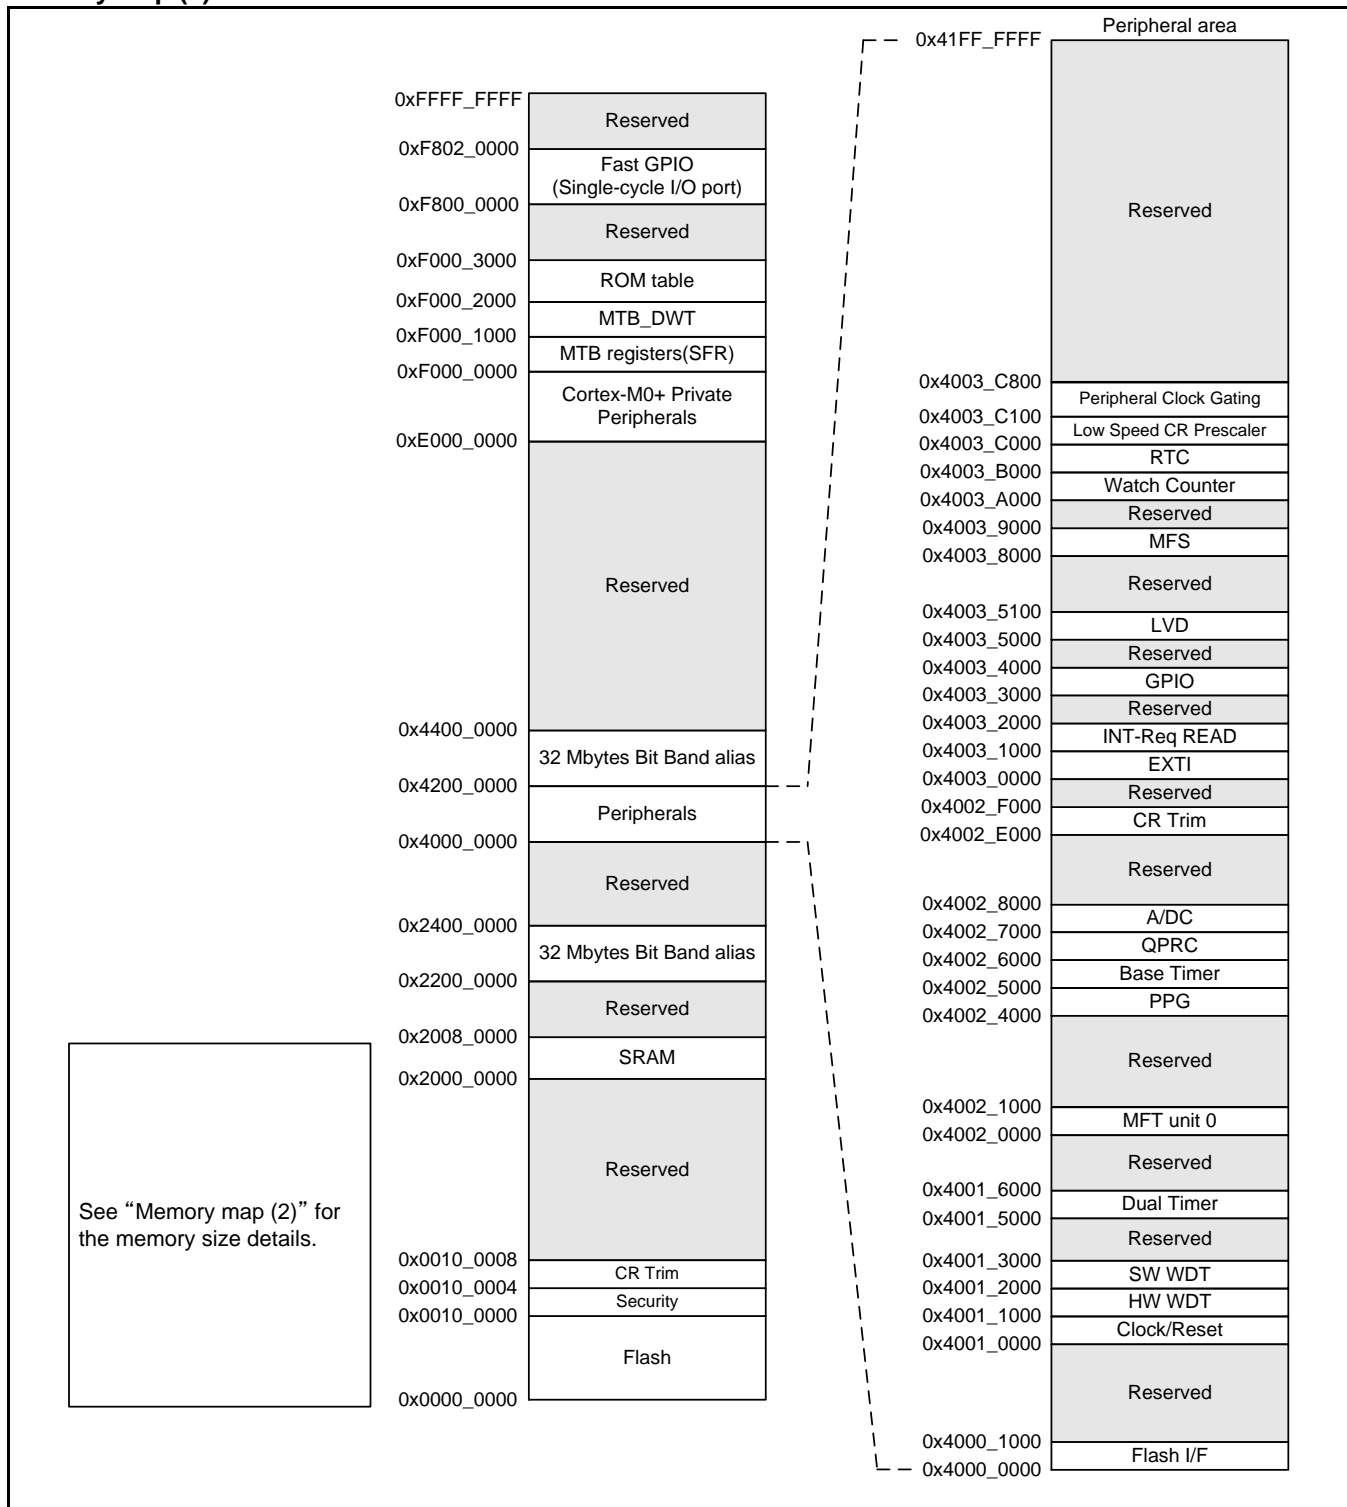 Peripheral area
0x41FF_FFFF
Reserved
0x4003_C800
Peripheral Clock Gating
0x4003_C100
Low Speed CR Prescaler
0x4003_C000
RTC
0x4003_B000
Watch Counter
0x4003_A000
Reserved
0x4003_9000
MFS
0x4003_8000
Reserved
0x4003_5100
LVD
0x4003_5000
Reserved
0x4003_4000
GPIO
0x4003_3000
Reserved
0x4003_2000
INT-Req READ
0x4003_1000
EXTI
0x4003_0000
Reserved
0x4002_F000
CR Trim
0x4002_E000
Reserved
0x4002_8000
A/DC
0x4002_7000
QPRC
0x4002_6000
Base Timer
0x4002_5000
PPG
0x4002_4000
Reserved
0x4002_1000
MFT unit 0
0x4002_0000
Reserved
0x4001_6000
Dual Timer
0x4001_5000
Reserved
0x4001_3000
SW WDT
0x4001_2000
HW WDT
0x4001_1000
Clock/Reset
0x4001_0000
Reserved
0x4000_1000
Flash I/F
0x4000_0000
0xFFFF_FFFF
Reserved
0xF802_0000
Fast GPIO
(Single-cycle I/O port)
0xF800_0000
Reserved
0xF000_3000
ROM table
0xF000_2000
MTB_DWT
0xF000_1000
MTB registers(SFR)
0xF000_0000
Cortex-M0+ Private
Peripherals
0xE000_0000
Reserved
0x4400_0000
32 Mbytes Bit Band alias
0x4200_0000
Peripherals
0x4000_0000
Reserved
0x2400_0000
32 Mbytes Bit Band alias
0x2200_0000
Reserved
0x2008_0000
SRAM
0x2000_0000
Reserved
0x0010_0008
CR Trim
0x0010_0004
Security
0x0010_0000
Flash
0x0000_0000
See “Memory map (2)” for
the memory size details.